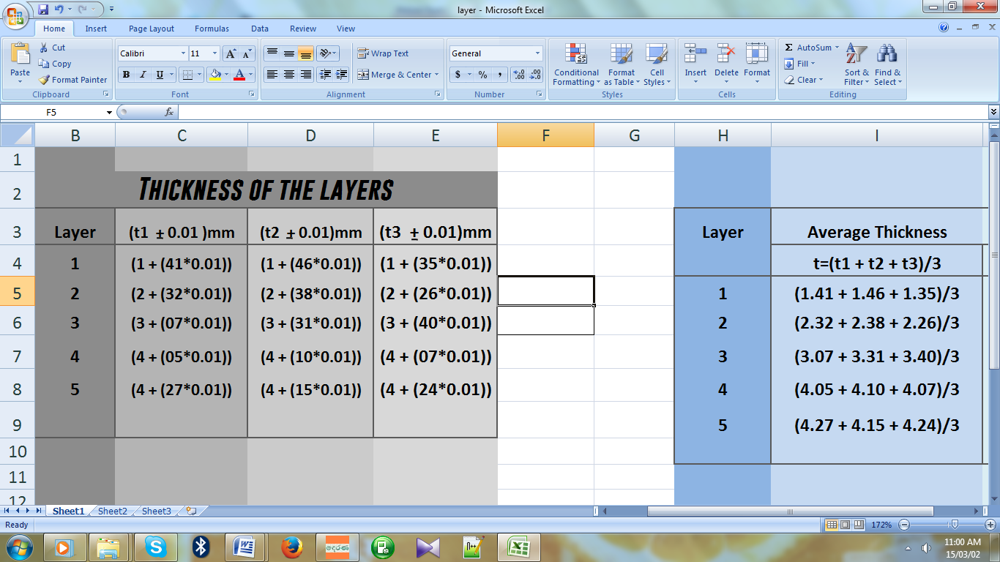 layer - Microsoft Excel
Home Insert Page Layout Formulas Data Review View
Paste
Cut
Copy
Format Painter
Clipboard
Calibri 11
B I U
Font
Wrap Text
Merge & Center
Alignment
General
$ % ,
Number
Conditional Formatting
Format as Table
Cell Styles
Styles
Insert Delete Format
Cells
Σ AutoSum
Fill
Clear
Sort & Filter
Find & Select
Editing
F5 fx
B C D E F G H I
1
2 THICKNESS OF THE LAYERS
3 Layer (t1 ± 0.01 )mm (t2 ± 0.01)mm (t3 ± 0.01)mm Layer Average Thickness
4 1 (1 + (41*0.01)) (1 + (46*0.01)) (1 + (35*0.01)) t=(t1 + t2 + t3)/3
5 2 (2 + (32*0.01)) (2 + (38*0.01)) (2 + (26*0.01)) 1 (1.41 + 1.46 + 1.35)/3
6 3 (3 + (07*0.01)) (3 + (31*0.01)) (3 + (40*0.01)) 2 (2.32 + 2.38 + 2.26)/3
7 4 (4 + (05*0.01)) (4 + (10*0.01)) (4 + (07*0.01)) 3 (3.07 + 3.31 + 3.40)/3
8 5 (4 + (27*0.01)) (4 + (15*0.01)) (4 + (24*0.01)) 4 (4.05 + 4.10 + 4.07)/3
9 5 (4.27 + 4.15 + 4.24)/3
10
11
12
Sheet1 Sheet2 Sheet3
Ready 172%
දෙරණ
11:00 AM
15/03/02